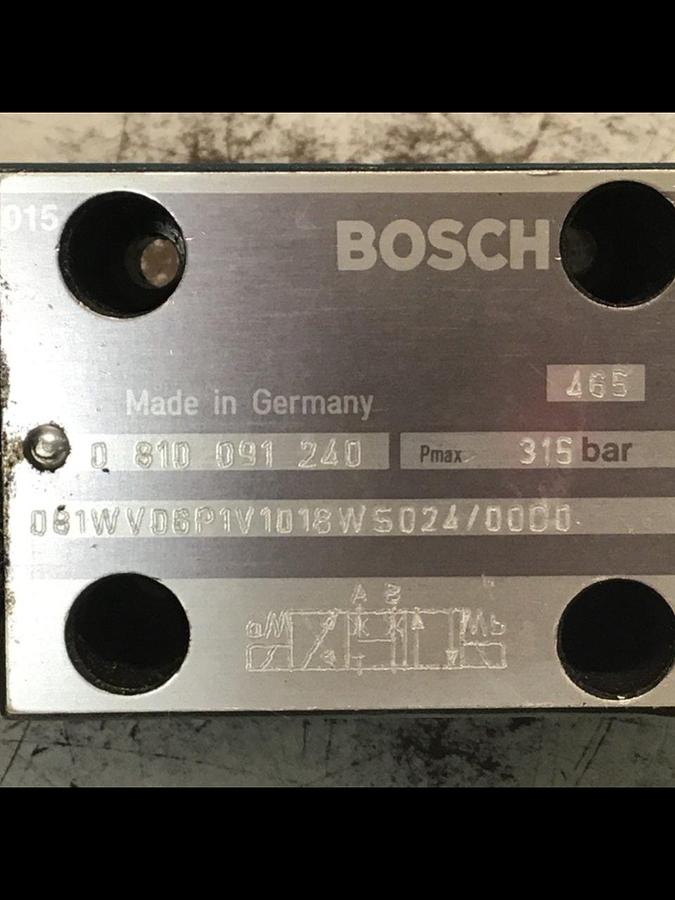 015
BOSCH
465
Made in Germany
0 810 091 240 Pmax 315 bar
081WV06P1V1018WS024/00D0
A B
a W W b